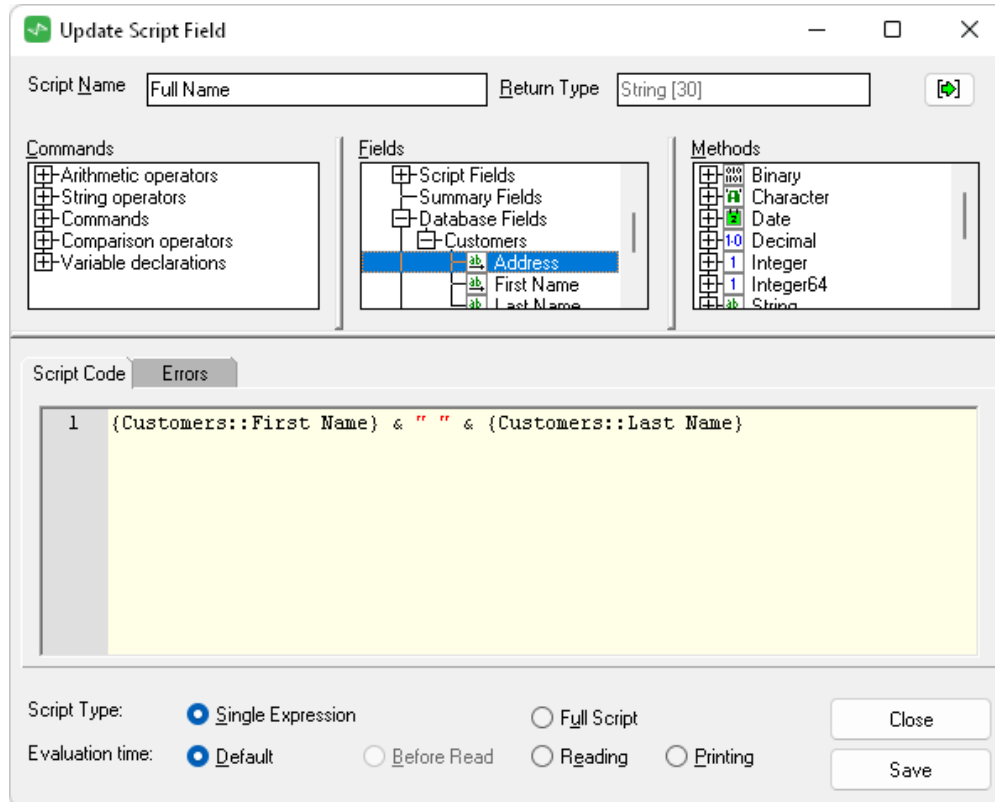 Update Script Field
Script Name Full Name Return Type String [30]
Commands
Arithmetic operators
String operators
Commands
Comparison operators
Variable declarations
Fields
Script Fields
Summary Fields
Database Fields
Customers
Address
First Name
Last Name
Methods
Binary
Character
Date
Decimal
Integer
Integer64
String
Script Code Errors
1 {Customers::First Name} & " " & {Customers::Last Name}
Script Type: Single Expression Full Script
Evaluation time: Default Before Read Reading Printing
Close
Save